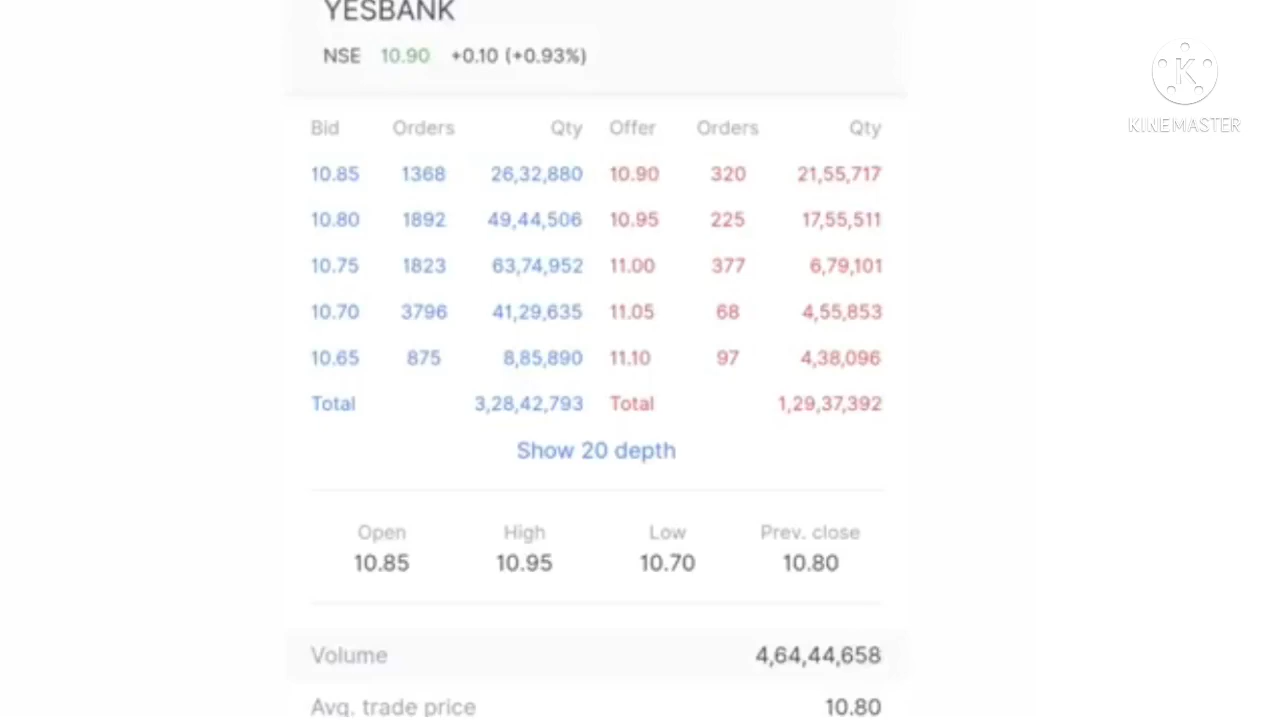 YESBANK
NSE 10.90 +0.10 (+0.93%)
K
KINEMASTER
Bid Orders Qty Offer Orders Qty
10.85 1368 26,32,880 10.90 320 21,55,717
10.80 1892 49,44,506 10.95 225 17,55,511
10.75 1823 63,74,952 11.00 377 6,79,101
10.70 3796 41,29,635 11.05 68 4,55,853
10.65 875 8,85,890 11.10 97 4,38,096
Total 3,28,42,793 Total 1,29,37,392
Show 20 depth
Open High Low Prev. close
10.85 10.95 10.70 10.80
Volume 4,64,44,658
Avg. trade price 10.80